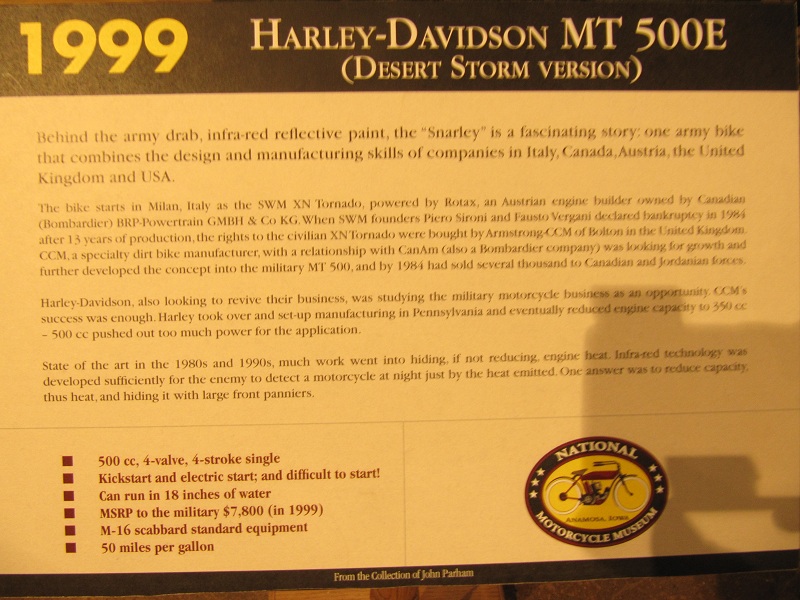 1999
HARLEY-DAVIDSON MT 500E
(DESERT STORM VERSION)
Behind the army drab, infra-red reflective paint, the "Snarley" is a fascinating story: one army bike
that combines the design and manufacturing skills of companies in Italy, Canada, Austria, the United
Kingdom and USA.
The bike starts in Milan, Italy as the SWM XN Tornado, powered by Rotax, an Austrian engine builder owned by Canadian
(Bombardier) BRP-Powertrain GMBH & Co KG. When SWM founders Piero Sironi and Fausto Vergani declared bankruptcy in 1984
after 13 years of production, the rights to the civilian XN Tornado were bought by Armstrong-CCM of Bolton in the United Kingdom.
CCM, a specialty dirt bike manufacturer, with a relationship with CanAm (also a Bombardier company) was looking for growth and
further developed the concept into the military MT 500, and by 1984 had sold several thousand to Canadian and Jordanian forces.
Harley-Davidson, also looking to revive their business, was studying the military motorcycle business as an opportunity. CCM's
success was enough. Harley took over and set-up manufacturing in Pennsylvania and eventually reduced engine capacity to 350 cc
– 500 cc pushed out too much power for the application.
State of the art in the 1980s and 1990s, much work went into hiding, if not reducing, engine heat. Infra-red technology was
developed sufficiently for the enemy to detect a motorcycle at night just by the heat emitted. One answer was to reduce capacity,
thus heat, and hiding it with large front panniers.
■ 500 cc, 4-valve, 4-stroke single
■ Kickstart and electric start; and difficult to start!
■ Can run in 18 inches of water
■ MSRP to the military $7,800 (in 1999)
■ M-16 scabbard standard equipment
■ 50 miles per gallon
NATIONAL
ANAMOSA, IOWA
MOTORCYCLE MUSEUM
From the Collection of John Parham